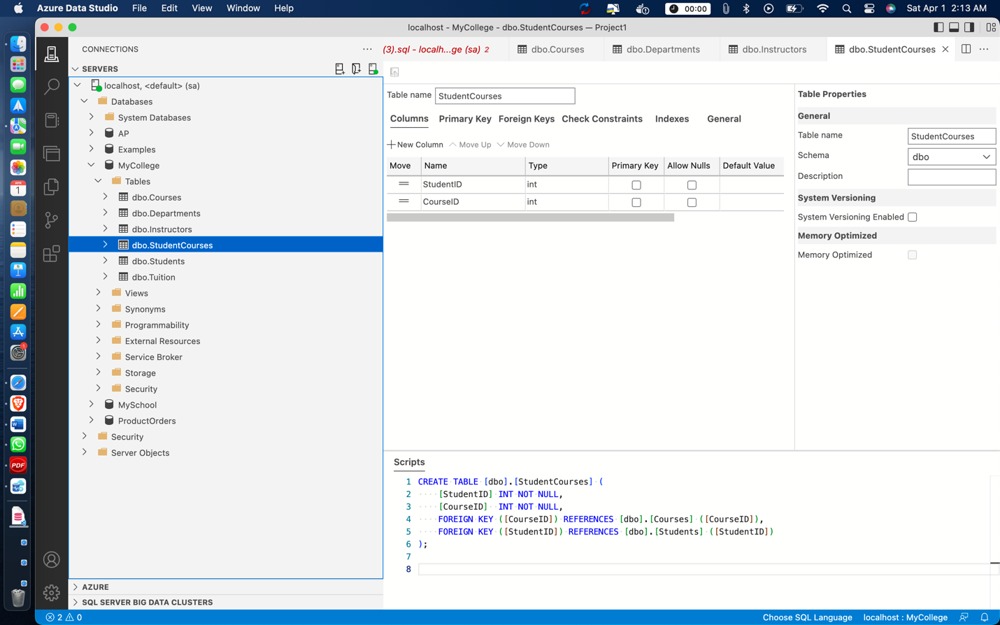 Azure Data Studio File Edit View Window Help 00:00 Sat Apr 1 2:13 AM
localhost - MyCollege - dbo.StudentCourses — Project1
CONNECTIONS
(3).sql - localh...ge (sa) 2 dbo.Courses dbo.Departments dbo.Instructors dbo.StudentCourses
SERVERS
localhost, <default> (sa)
Databases
System Databases
AP
Examples
MyCollege
Tables
dbo.Courses
dbo.Departments
dbo.Instructors
dbo.StudentCourses
dbo.Students
dbo.Tuition
Views
Synonyms
Programmability
External Resources
Service Broker
Storage
Security
MySchool
ProductOrders
Security
Server Objects
AZURE
SQL SERVER BIG DATA CLUSTERS
Table name StudentCourses
Columns Primary Key Foreign Keys Check Constraints Indexes General
New Column Move Up Move Down
Move Name Type Primary Key Allow Nulls Default Value
StudentID int
CourseID int
Table Properties
General
Table name StudentCourses
Schema dbo
Description
System Versioning
System Versioning Enabled
Memory Optimized
Memory Optimized
Scripts
1 CREATE TABLE [dbo].[StudentCourses] (
2 [StudentID] INT NOT NULL,
3 [CourseID] INT NOT NULL,
4 FOREIGN KEY ([CourseID]) REFERENCES [dbo].[Courses] ([CourseID]),
5 FOREIGN KEY ([StudentID]) REFERENCES [dbo].[Students] ([StudentID])
6 );
7
8
APR
1
1
W
PDF
2 0 Choose SQL Language localhost : MyCollege